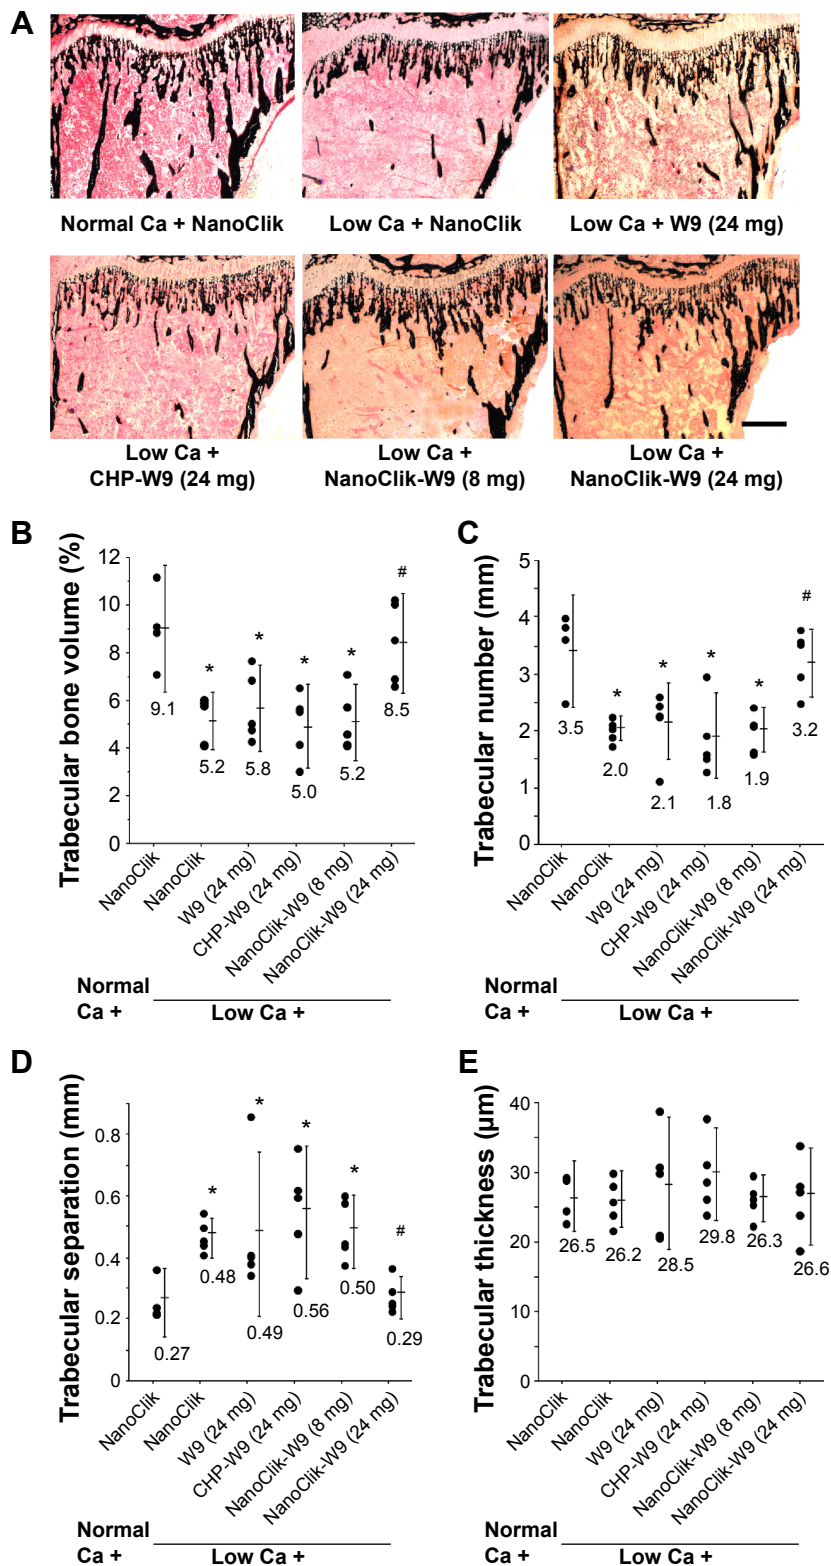 A
Normal Ca + NanoClik
Low Ca + NanoClik
Low Ca + W9 (24 mg)
Low Ca +
CHP-W9 (24 mg)
Low Ca +
NanoClik-W9 (8 mg)
Low Ca +
NanoClik-W9 (24 mg)
B
Trabecular bone volume (%)
12
10
8
6
4
2
0
9.1
*
5.2
*
5.8
*
5.0
*
5.2
#
8.5
NanoClik
NanoClik
W9 (24 mg)
CHP-W9 (24 mg)
NanoClik-W9 (8 mg)
NanoClik-W9 (24 mg)
Normal
Ca +
Low Ca +
C
Trabecular number (mm)
5
4
3
2
1
0
3.5
*
2.0
*
2.1
*
1.8
*
1.9
#
3.2
NanoClik
NanoClik
W9 (24 mg)
CHP-W9 (24 mg)
NanoClik-W9 (8 mg)
NanoClik-W9 (24 mg)
Normal
Ca +
Low Ca +
D
Trabecular separation (mm)
0.8
0.6
0.4
0.2
0
0.27
*
0.48
*
0.49
*
0.56
*
0.50
#
0.29
NanoClik
NanoClik
W9 (24 mg)
CHP-W9 (24 mg)
NanoClik-W9 (8 mg)
NanoClik-W9 (24 mg)
Normal
Ca +
Low Ca +
E
Trabecular thickness (μm)
40
30
20
10
0
26.5
26.2
28.5
29.8
26.3
26.6
NanoClik
NanoClik
W9 (24 mg)
CHP-W9 (24 mg)
NanoClik-W9 (8 mg)
NanoClik-W9 (24 mg)
Normal
Ca +
Low Ca +